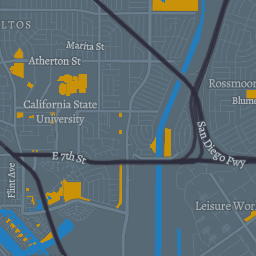 LTOS
Marita St
Atherton St
Rossmoor
Blume
California State
University
San Diego Fwy
E 7th St
Flint Ave
Leisure Wor